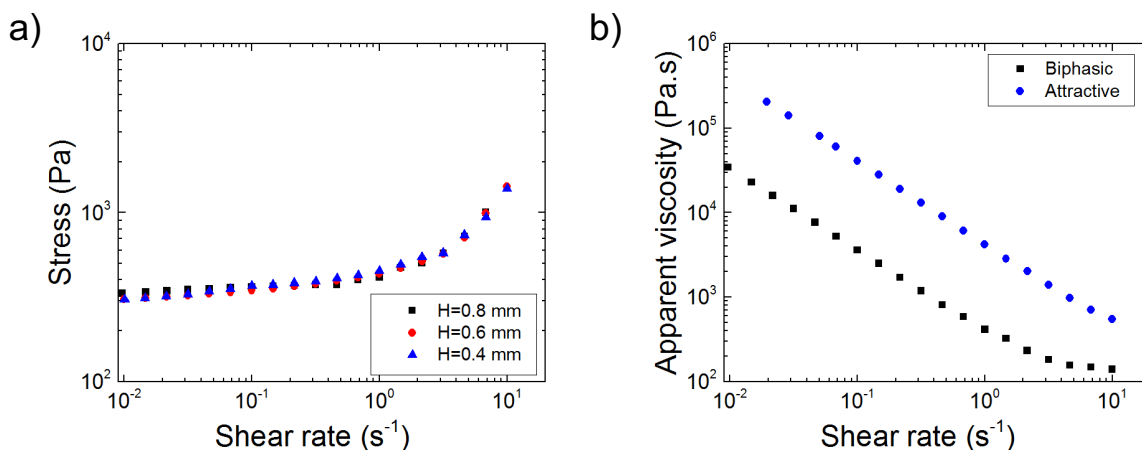 a)
Stress (Pa)
10⁴
10³
10²
10⁻²
10⁻¹
10⁰
10¹
Shear rate (s⁻¹)
H=0.8 mm
H=0.6 mm
H=0.4 mm
b)
Apparent viscosity (Pa.s)
10⁶
10⁵
10⁴
10³
10²
10⁻²
10⁻¹
10⁰
10¹
Shear rate (s⁻¹)
Biphasic
Attractive